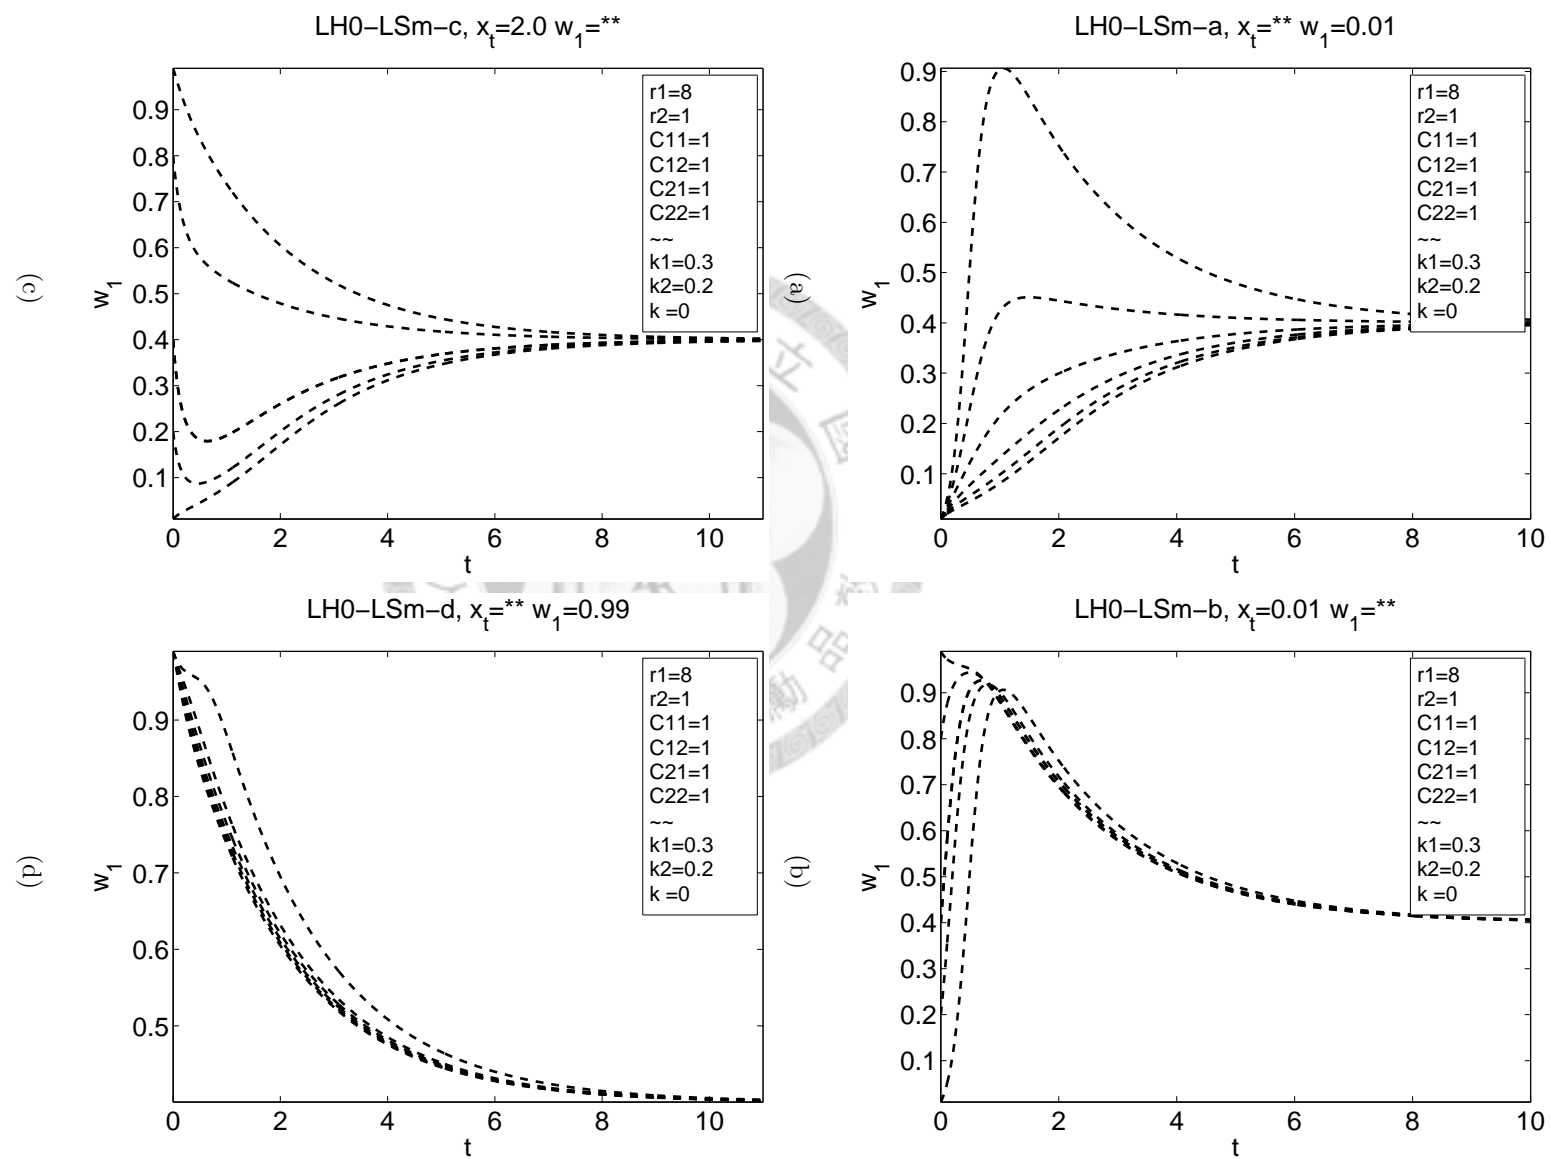 LH0−LSm−c, x_t=2.0 w_1=**
0.9
0.8
0.7
0.6
0.5
0.4
0.3
0.2
0.1
w_1
r1=8
r2=1
C11=1
C12=1
C21=1
C22=1
~~
k1=0.3
k2=0.2
k =0
0 2 4 6 8 10
t
(c)
LH0−LSm−a, x_t=** w_1=0.01
0.9
0.8
0.7
0.6
0.5
0.4
0.3
0.2
0.1
w_1
r1=8
r2=1
C11=1
C12=1
C21=1
C22=1
~~
k1=0.3
k2=0.2
k =0
0 2 4 6 8 10
t
(a)
LH0−LSm−d, x_t=** w_1=0.99
0.9
0.8
0.7
0.6
0.5
w_1
r1=8
r2=1
C11=1
C12=1
C21=1
C22=1
~~
k1=0.3
k2=0.2
k =0
0 2 4 6 8 10
t
(d)
LH0−LSm−b, x_t=0.01 w_1=**
0.9
0.8
0.7
0.6
0.5
0.4
0.3
0.2
0.1
w_1
r1=8
r2=1
C11=1
C12=1
C21=1
C22=1
~~
k1=0.3
k2=0.2
k =0
0 2 4 6 8 10
t
(b)
立
國
品
勵